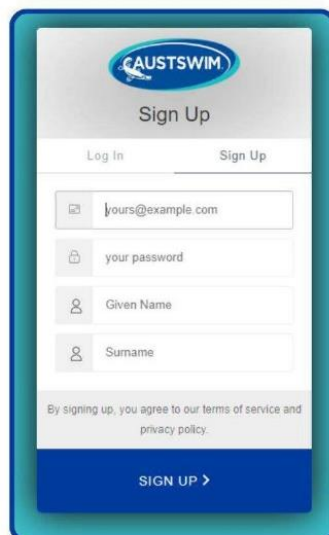 AUSTSWIM
Sign Up
Log In
Sign Up
yours@example.com
your password
Given Name
Surname
By signing up, you agree to our terms of service and
privacy policy.
SIGN UP >